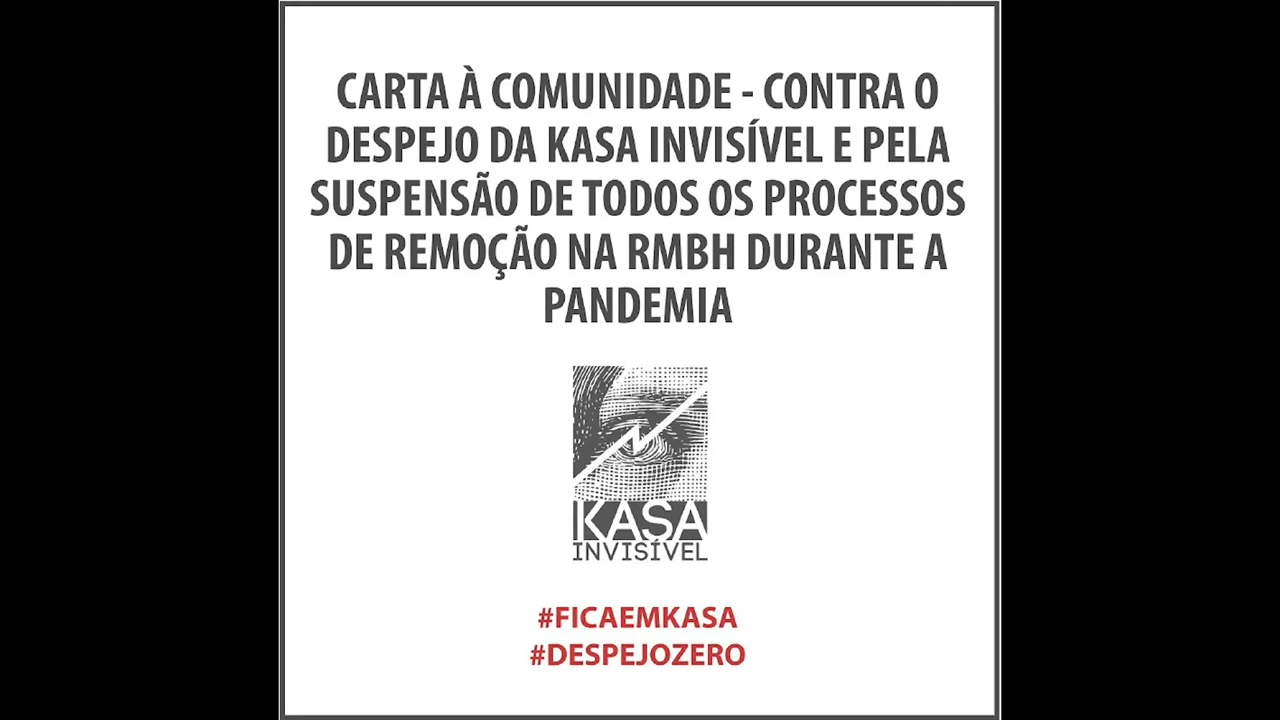 CARTA À COMUNIDADE - CONTRA O
DESPEJO DA KASA INVISÍVEL E PELA
SUSPENSÃO DE TODOS OS PROCESSOS
DE REMOÇÃO NA RMBH DURANTE A
PANDEMIA
KASA
INVISÍVEL
#FICAEMKASA
#DESPEJOZERO